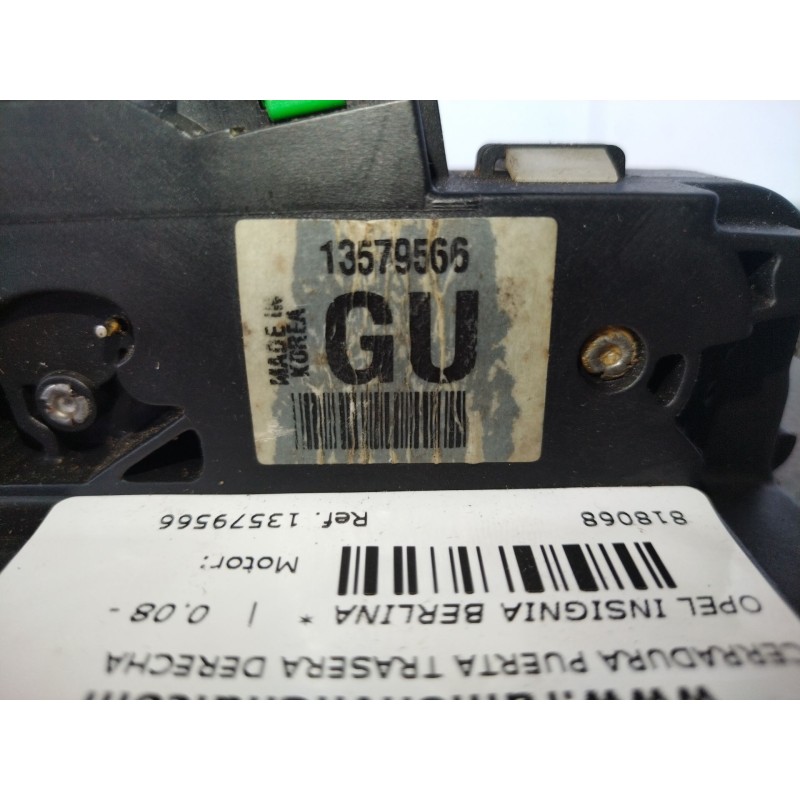 13579566
MADE IN
KOREA
GU
CERRADURA PUERTA TRASERA DERECHA
OPEL INSIGNIA BERLINA * | 0.08 -
Motor:
818068 Ref. 13579566